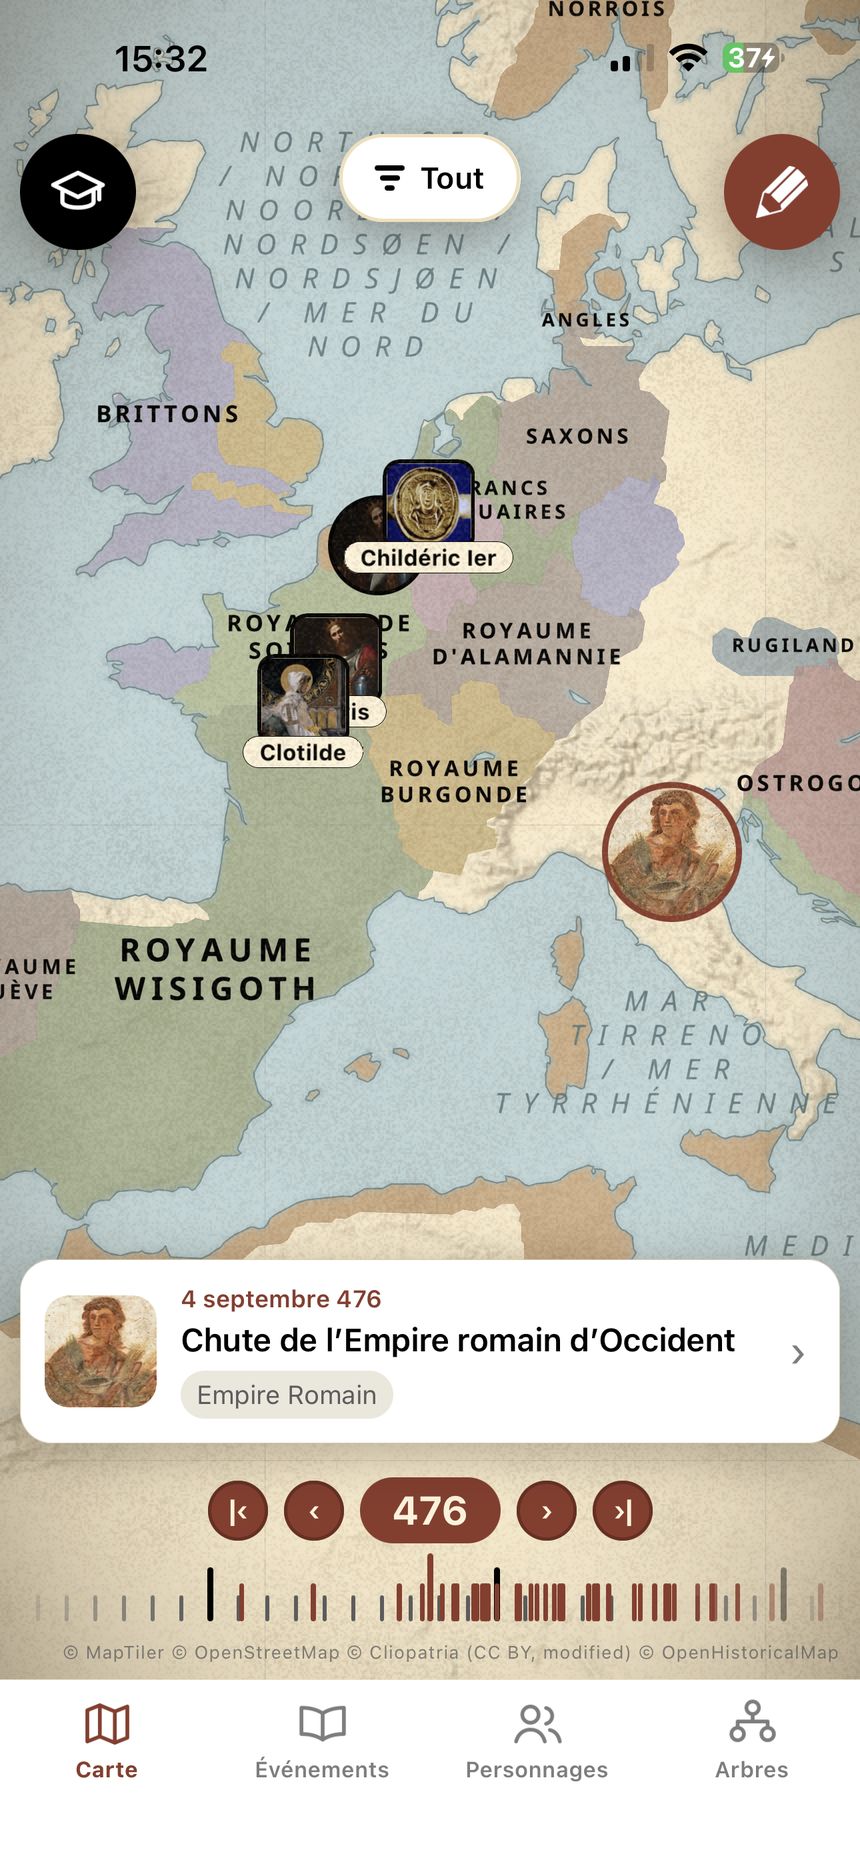 NORROIS
15:32
37
NORTH SEA
Tout
NOOR
NORDSØEN /
NORDSJØEN
/ MER DU
NORD
ANGLES
BRITTONS
SAXONS
RANCS
UAIRES
Childéric Ier
ROYA DE
SO S
ROYAUME
D'ALAMANNIE
RUGILAND
is
Clotilde
ROYAUME
BURGONDE
OSTROGO
ROYAUME
WISIGOTH
AUME
ÈVE
MAR
TIRRENO
/ MER
TYRRHÉNIENNE
MEDI
4 septembre 476
Chute de l’Empire romain d’Occident
Empire Romain
476
© MapTiler © OpenStreetMap © Cliopatria (CC BY, modified) © OpenHistoricalMap
Carte
Événements
Personnages
Arbres